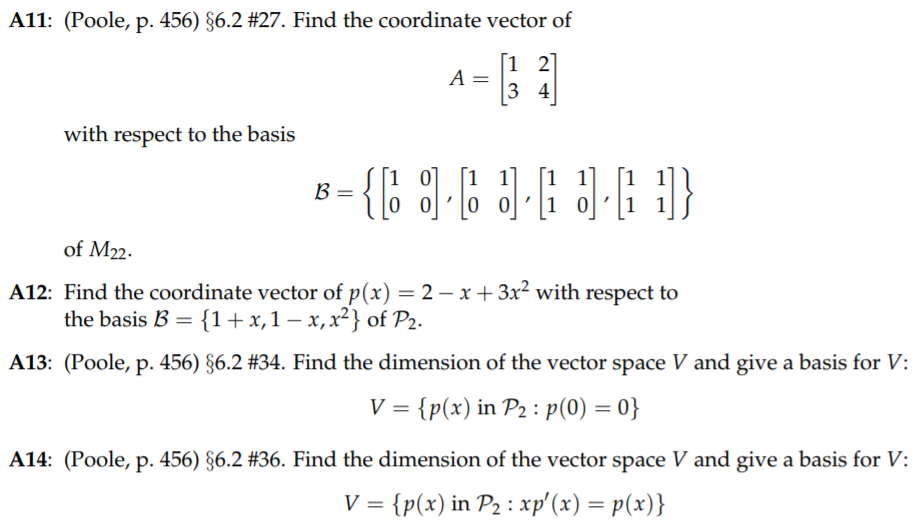 A11: (Poole, p. 456) §6.2 #27. Find the coordinate vector of
A = [1 2
3 4]
with respect to the basis
B = {[1 0
0 0], [1 1
0 0], [1 1
1 0], [1 1
1 1]}
of M₂₂.
A12: Find the coordinate vector of p(x) = 2 − x + 3x² with respect to
the basis B = {1 + x, 1 − x, x²} of P₂.
A13: (Poole, p. 456) §6.2 #34. Find the dimension of the vector space V and give a basis for V:
V = {p(x) in P₂ : p(0) = 0}
A14: (Poole, p. 456) §6.2 #36. Find the dimension of the vector space V and give a basis for V:
V = {p(x) in P₂ : xp′(x) = p(x)}